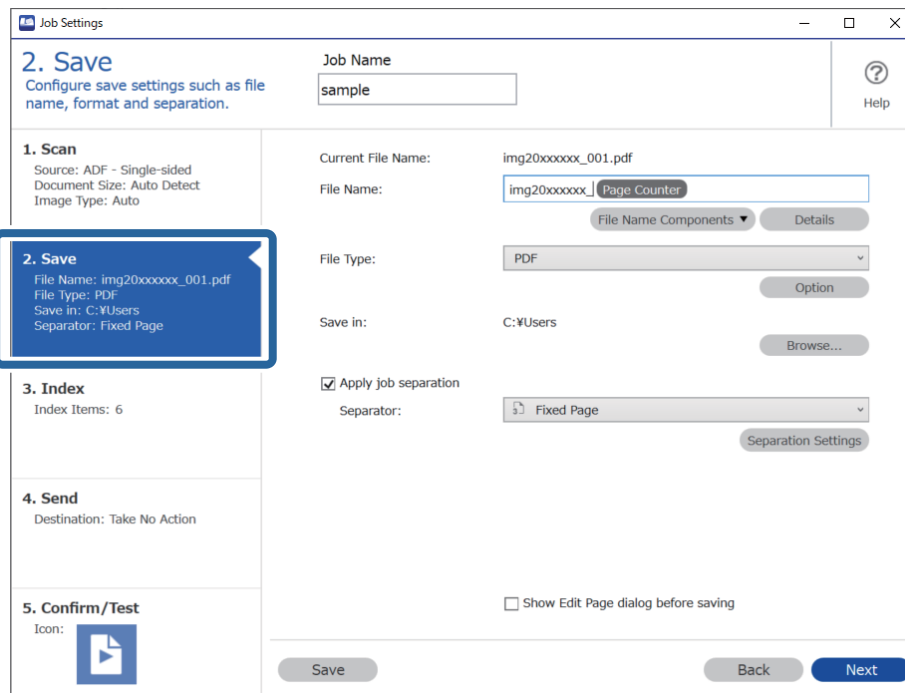 Job Settings
2. Save
Configure save settings such as file
name, format and separation.
Job Name
sample
Help
1. Scan
Source: ADF - Single-sided
Document Size: Auto Detect
Image Type: Auto
2. Save
File Name: img20xxxxxx_001.pdf
File Type: PDF
Save in: C:¥Users
Separator: Fixed Page
3. Index
Index Items: 6
4. Send
Destination: Take No Action
5. Confirm/Test
Icon:
Current File Name: img20xxxxxx_001.pdf
File Name: img20xxxxxx_ Page Counter
File Name Components ▼ Details
File Type: PDF
Option
Save in: C:¥Users
Browse...
Apply job separation
Separator: Fixed Page
Separation Settings
Show Edit Page dialog before saving
Save Back Next